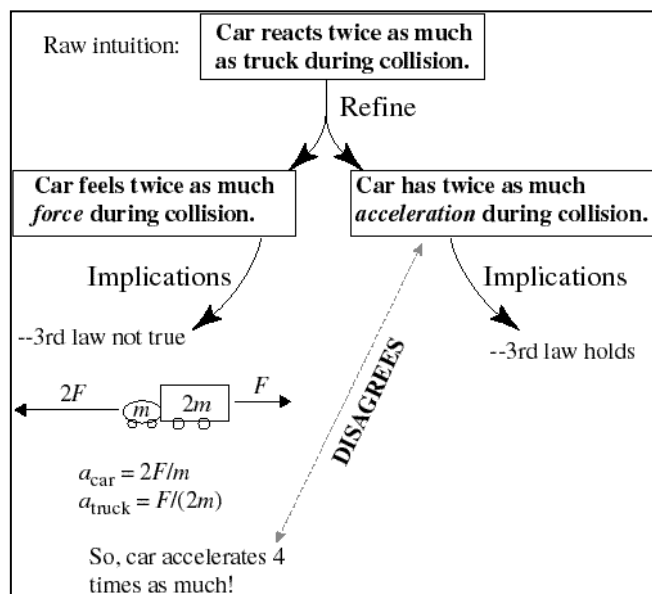 Raw intuition:
Car reacts twice as much
as truck during collision.
Refine
Car feels twice as much
force during collision.
Car has twice as much
acceleration during collision.
Implications
Implications
--3rd law not true
--3rd law holds
DISAGREES
2F
m
2m
F
a_car = 2F/m
a_truck = F/(2m)
So, car accelerates 4
times as much!